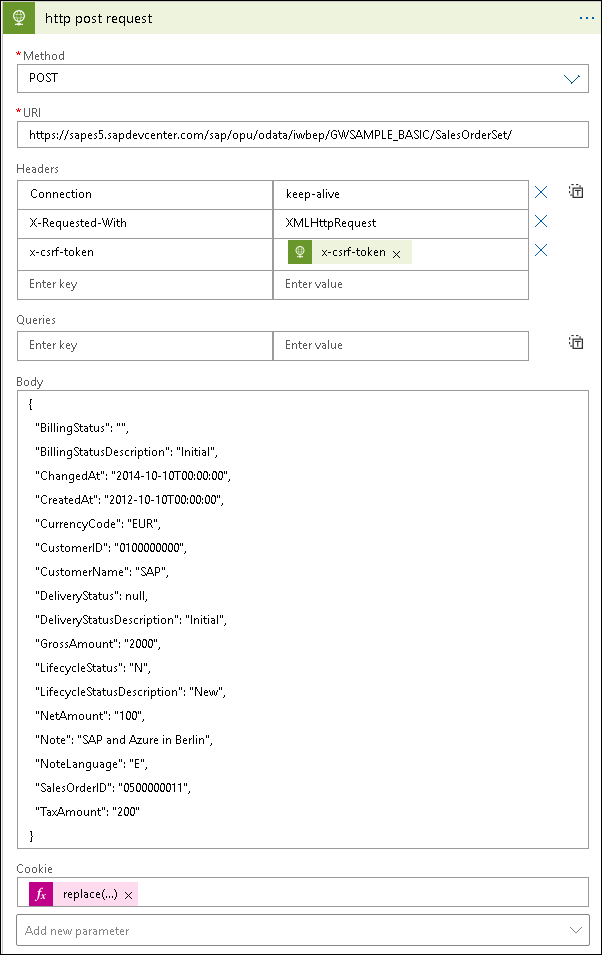 http post request ...
* Method
POST
* URI
https://sapes5.sapdevcenter.com/sap/opu/odata/iwbep/GWSAMPLE_BASIC/SalesOrderSet/
Headers
Connection keep-alive
X-Requested-With XMLHttpRequest
x-csrf-token x-csrf-token ×
Enter key Enter value
Queries
Enter key Enter value
Body
{
"BillingStatus": "",
"BillingStatusDescription": "Initial",
"ChangedAt": "2014-10-10T00:00:00",
"CreatedAt": "2012-10-10T00:00:00",
"CurrencyCode": "EUR",
"CustomerID": "0100000000",
"CustomerName": "SAP",
"DeliveryStatus": null,
"DeliveryStatusDescription": "Initial",
"GrossAmount": "2000",
"LifecycleStatus": "N",
"LifecycleStatusDescription": "New",
"NetAmount": "100",
"Note": "SAP and Azure in Berlin",
"NoteLanguage": "E",
"SalesOrderID": "0500000011",
"TaxAmount": "200"
}
Cookie
fx replace(...) ×
Add new parameter